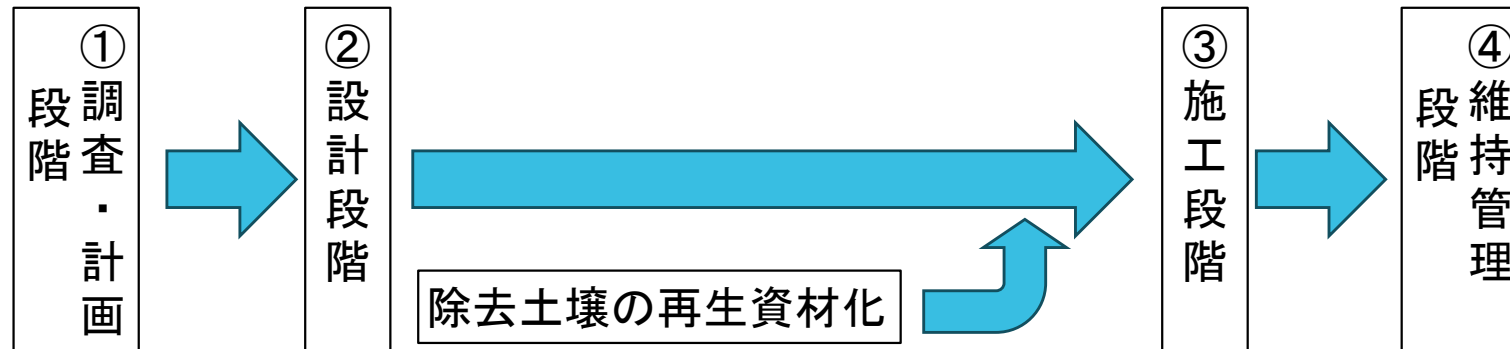 ①調査・計画
段階
②設計段階
除去土壌の再生資材化
③施工段階
④維持管理
段階